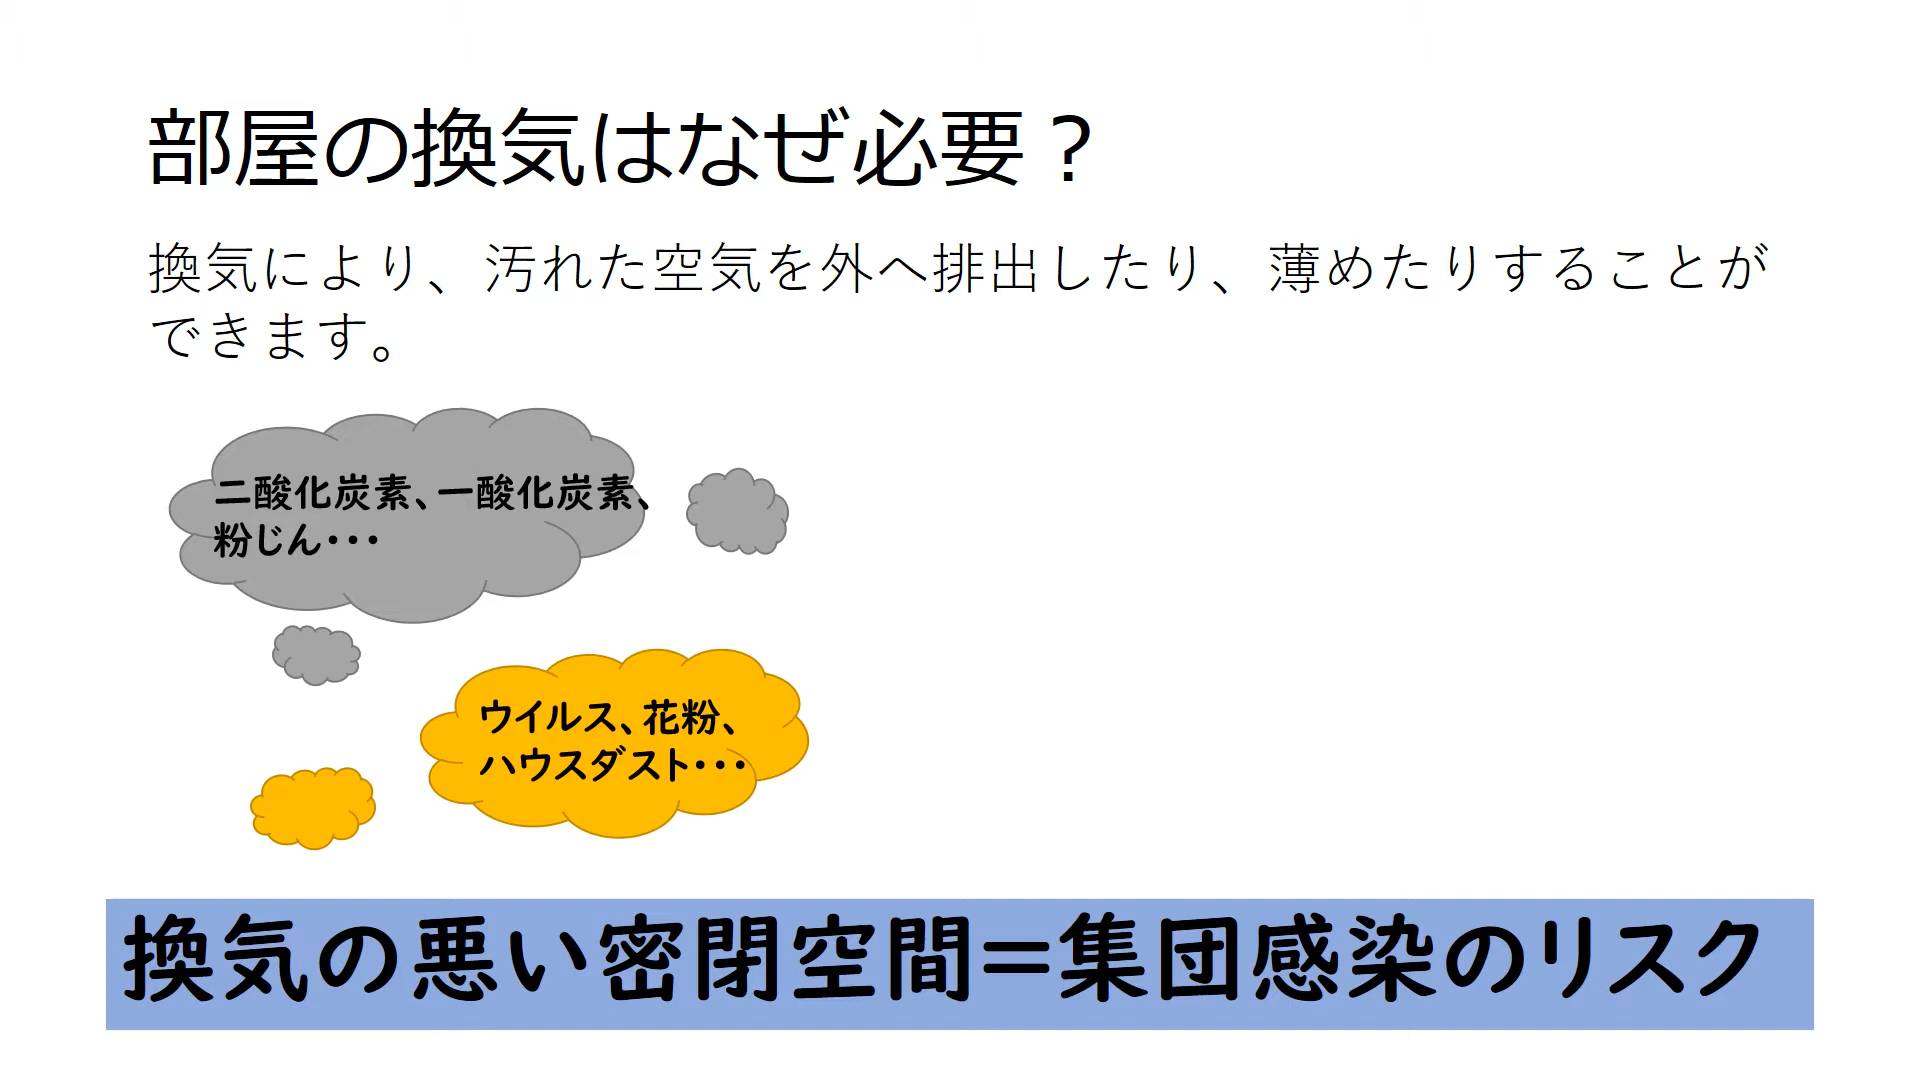 部屋の換気はなぜ必要？
換気により、汚れた空気を外へ排出したり、薄めたりすることが
できます。
二酸化炭素、一酸化炭素、
粉じん・・・
ウイルス、花粉、
ハウスダスト・・・
換気の悪い密閉空間＝集団感染のリスク